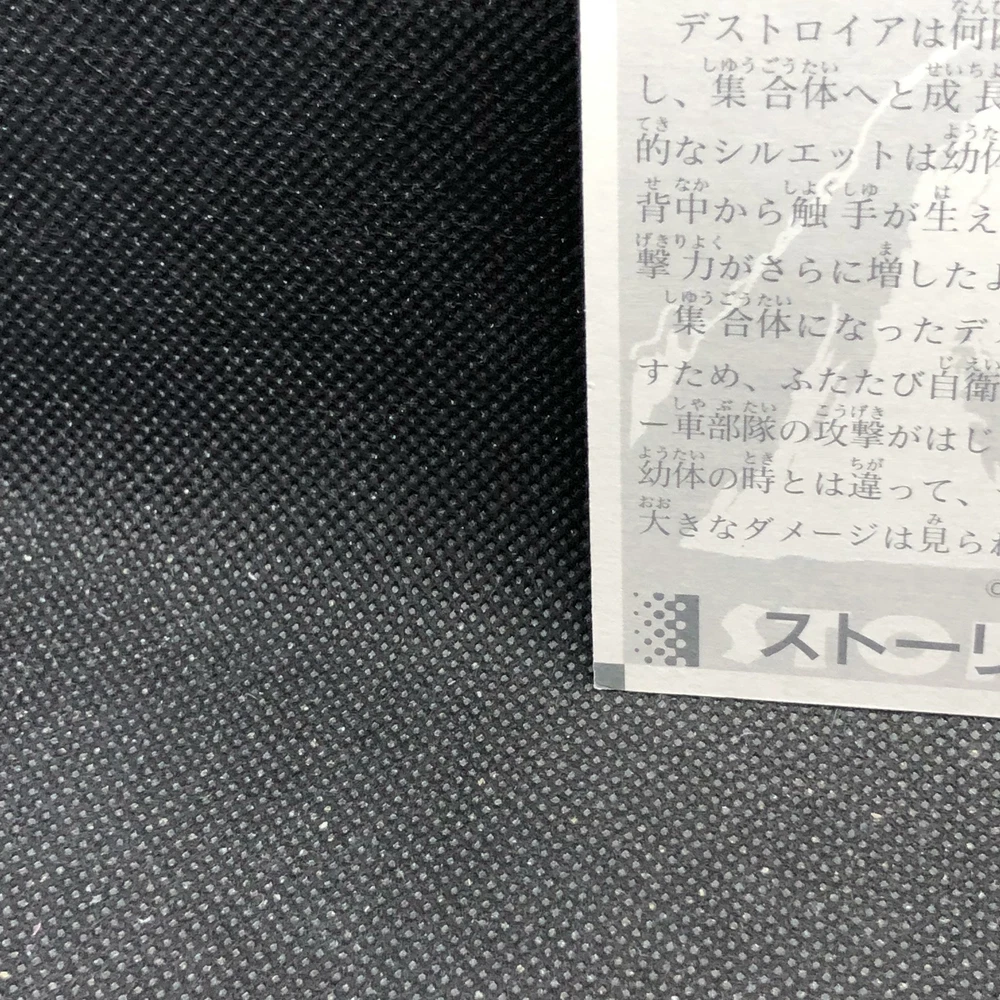 デストロイアは何
し、集合体へと成長
的なシルエットは幼体
背中から触手が生え
撃力がさらに増したよ
集合体になったデス
すため、ふたたび自衛
ー車部隊の攻撃がはじ
幼体の時とは違って、
大きなダメージは見られ
©
ストーリ